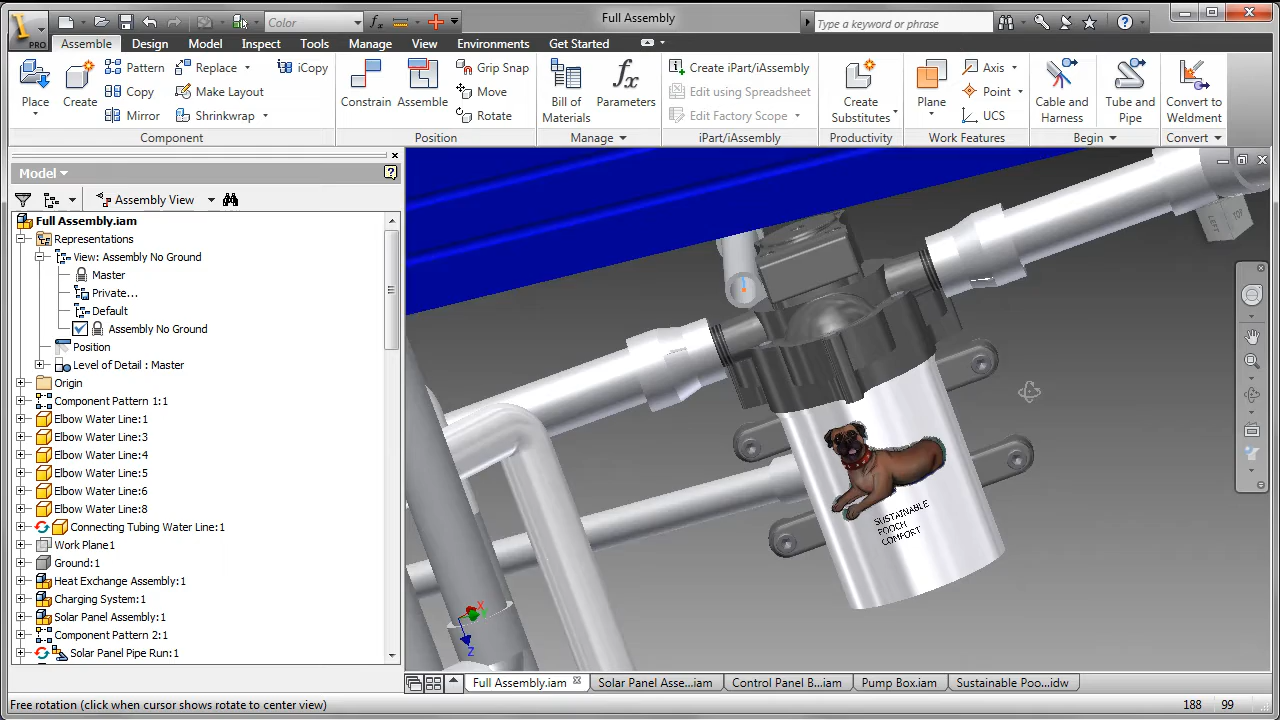 Color
Full Assembly
Type a keyword or phrase
PRO
Assemble Design Model Inspect Tools Manage View Environments Get Started
Place
Create
Pattern
Copy
Mirror
Replace
Make Layout
Shrinkwrap
iCopy
Component
Constrain
Assemble
Grip Snap
Move
Rotate
Position
Bill of
Materials
Parameters
Manage
Create iPart/iAssembly
Edit using Spreadsheet
Edit Factory Scope
iPart/iAssembly
Create
Substitutes
Productivity
Plane
Axis
Point
UCS
Work Features
Cable and
Harness
Tube and
Pipe
Begin
Convert to
Weldment
Convert
Model
Assembly View
Full Assembly.iam
Representations
View: Assembly No Ground
Master
Private...
Default
Assembly No Ground
Position
Level of Detail : Master
Origin
Component Pattern 1:1
Elbow Water Line:1
Elbow Water Line:3
Elbow Water Line:4
Elbow Water Line:5
Elbow Water Line:6
Elbow Water Line:8
Connecting Tubing Water Line:1
Work Plane1
Ground:1
Heat Exchange Assembly:1
Charging System:1
Solar Panel Assembly:1
Component Pattern 2:1
Solar Panel Pipe Run:1
LEFT
SUSTAINABLE
POOCH
COMFORT
X
Z
Full Assembly.iam Solar Panel Asse...iam Control Panel B...iam Pump Box.iam Sustainable Poo...idw
Free rotation (click when cursor shows rotate to center view) 188 99